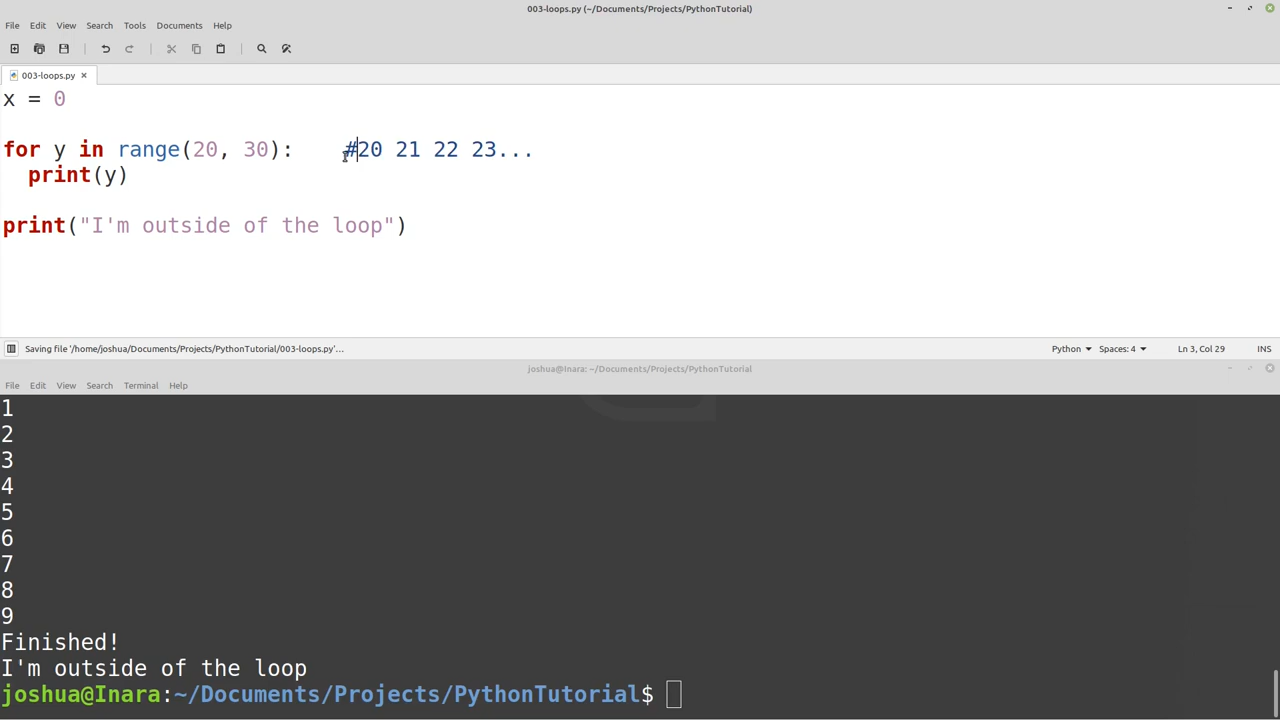 003-loops.py (~/Documents/Projects/PythonTutorial)
File Edit View Search Tools Documents Help
003-loops.py ×
x = 0
for y in range(20, 30):    #20 21 22 23...
  print(y)
print("I'm outside of the loop")
Saving file '/home/joshua/Documents/Projects/PythonTutorial/003-loops.py'... Python Spaces: 4 Ln 3, Col 29 INS
joshua@Inara: ~/Documents/Projects/PythonTutorial
File Edit View Search Terminal Help
1
2
3
4
5
6
7
8
9
Finished!
I'm outside of the loop
joshua@Inara:~/Documents/Projects/PythonTutorial$